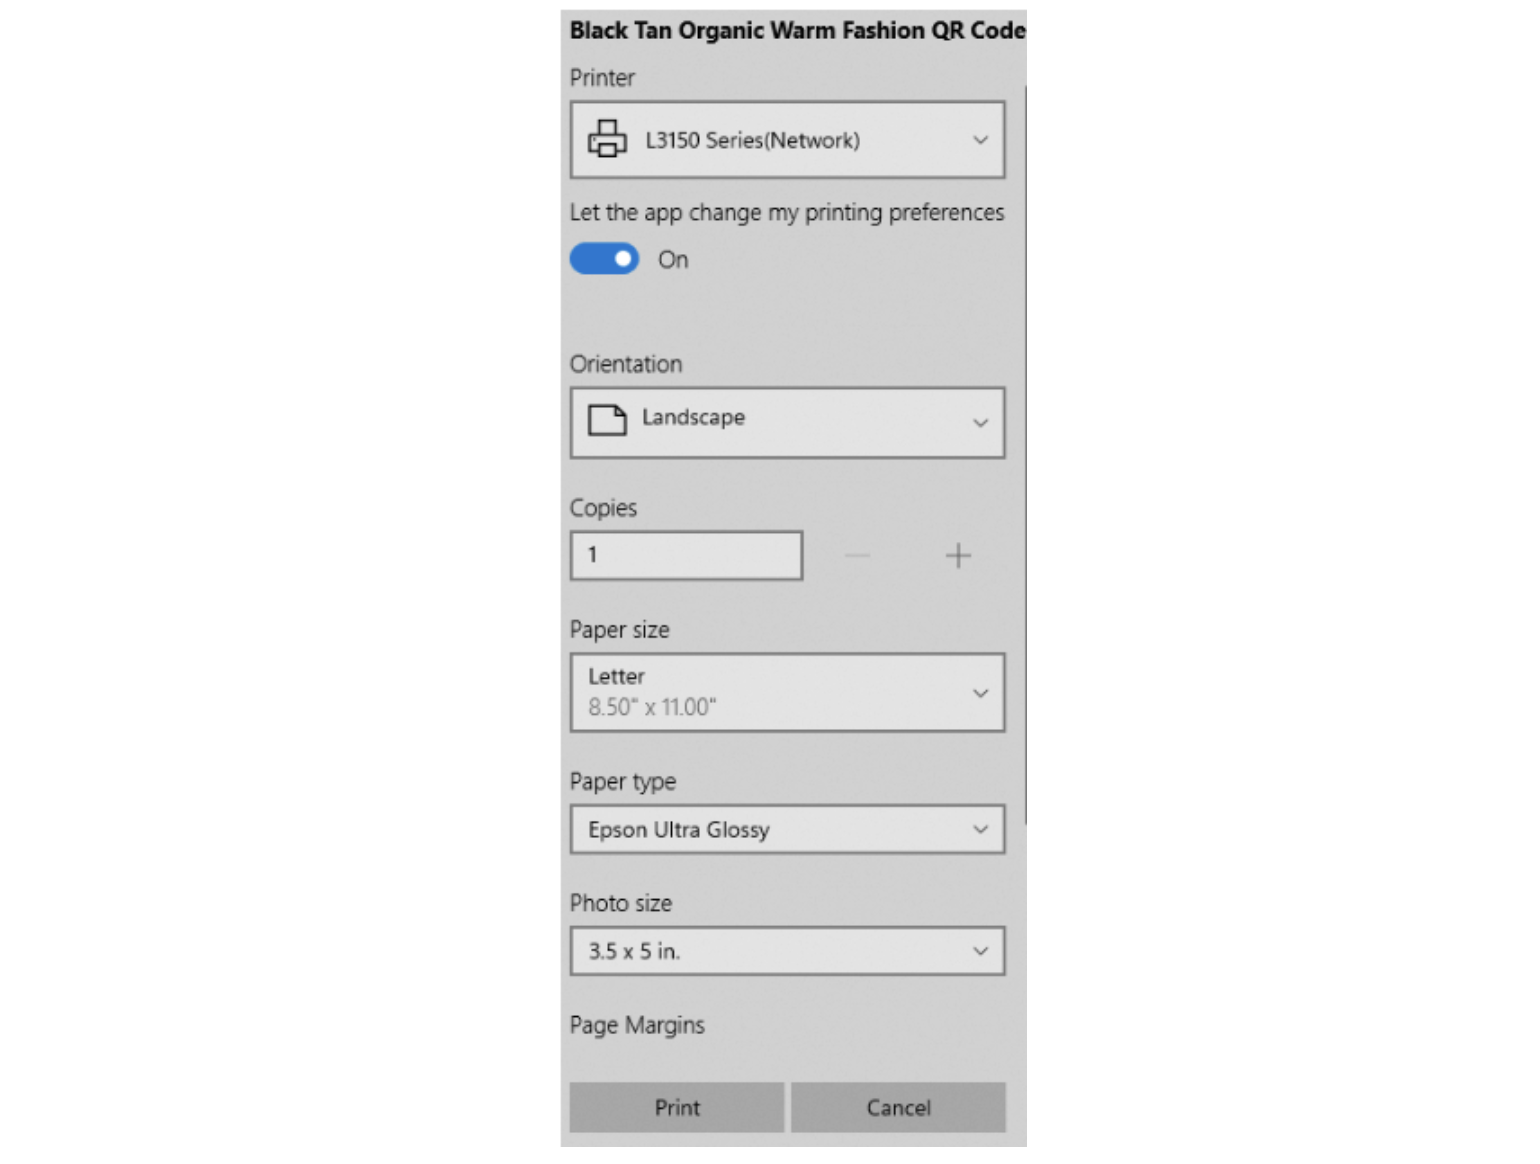 Black Tan Organic Warm Fashion QR Code
Printer
L3150 Series(Network)
Let the app change my printing preferences
On
Orientation
Landscape
Copies
1
Paper size
Letter
8.50" x 11.00"
Paper type
Epson Ultra Glossy
Photo size
3.5 x 5 in.
Page Margins
Print
Cancel